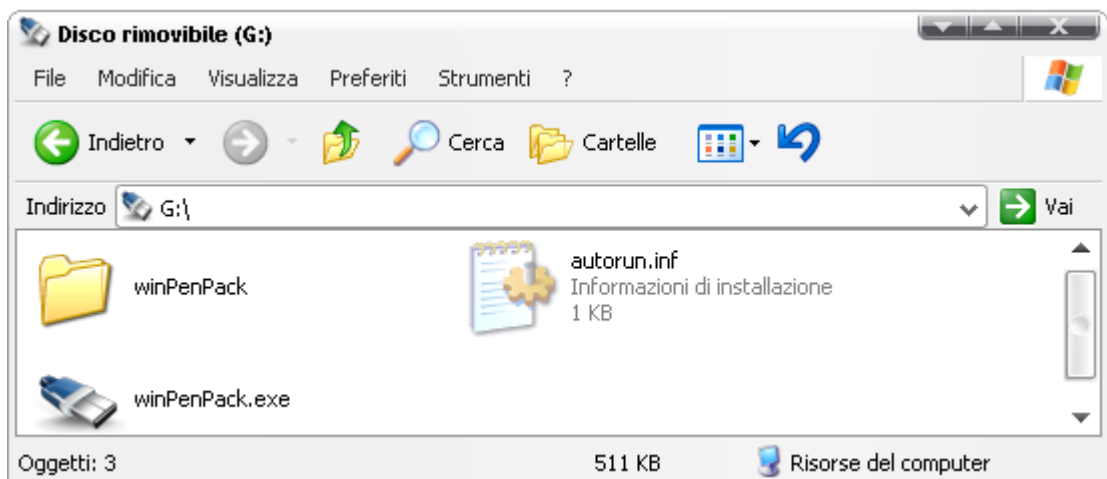 Disco rimovibile (G:)
File Modifica Visualizza Preferiti Strumenti ?
Indietro Cerca Cartelle
Indirizzo G:\ Vai
winPenPack
autorun.inf
Informazioni di installazione
1 KB
winPenPack.exe
Oggetti: 3 511 KB Risorse del computer